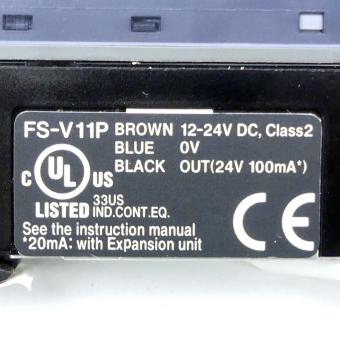 FS-V11P BROWN 12-24V DC, Class2
BLUE 0V
BLACK OUT(24V 100mA*)
C UL US
LISTED 33US IND.CONT.EQ.
CE
See the instruction manual
*20mA: with Expansion unit